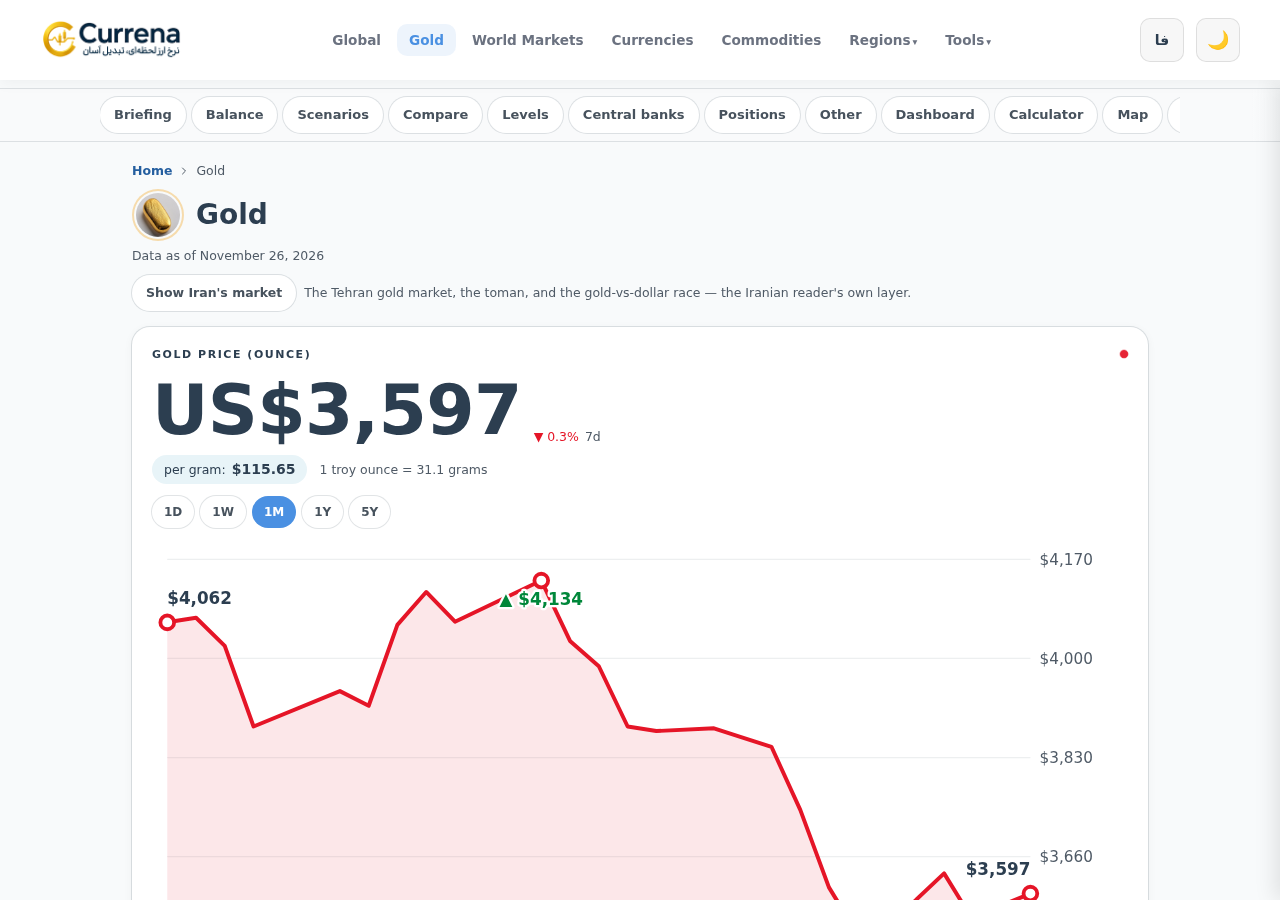 Currena
نرخ ارز لحظه‌ای، تبدیل آسان
Global Gold World Markets Currencies Commodities Regions▾ Tools▾
فا
Briefing Balance Scenarios Compare Levels Central banks Positions Other Dashboard Calculator Map
Home › Gold
Gold
Data as of November 26, 2026
Show Iran's market The Tehran gold market, the toman, and the gold-vs-dollar race — the Iranian reader's own layer.
GOLD PRICE (OUNCE)
US$3,597 ▼ 0.3% 7d
per gram: $115.65 1 troy ounce = 31.1 grams
1D 1W 1M 1Y 5Y
$4,170
$4,062
▲ $4,134
$4,000
$3,830
$3,660
$3,597